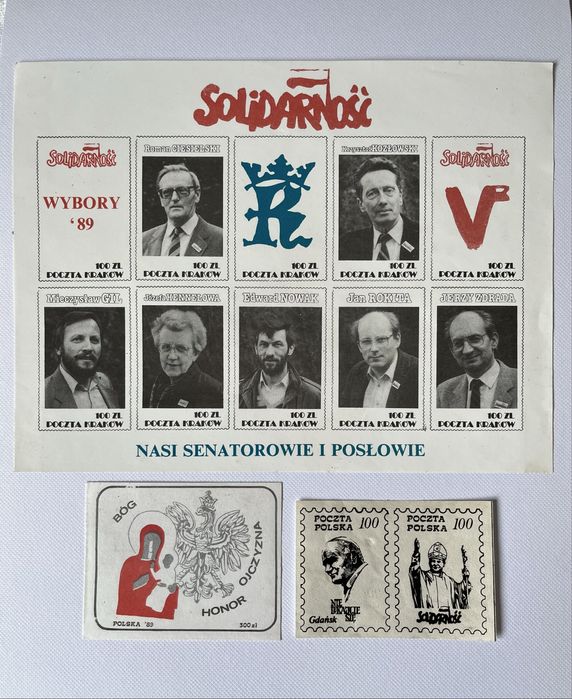 SOLIDARNOŚĆ
SOLIDARNOŚĆ
WYBORY
'89
100 ZŁ
POCZTA KRAKÓW
Roman CIESIELSKI
100 ZŁ
POCZTA KRAKÓW
K
100 ZŁ
POCZTA KRAKÓW
Krzysztof KOZŁOWSKI
100 ZŁ
POCZTA KRAKÓW
SOLIDARNOŚĆ
V
100 ZŁ
POCZTA KRAKÓW
Mieczysław GIL
100 ZŁ
POCZTA KRAKÓW
Józefa HENNELOWA
100 ZŁ
POCZTA KRAKÓW
Edward NOWAK
100 ZŁ
POCZTA KRAKÓW
Jan ROKITA
100 ZŁ
POCZTA KRAKÓW
JERZY ZDRADA
100 ZŁ
POCZTA KRAKÓW
NASI SENATOROWIE I POSŁOWIE
BÓG
HONOR
OJCZYZNA
POLSKA '89
300 zł
POCZTA
POLSKA 100
NIE
LĘKAJCIE
SIĘ
Gdańsk
POCZTA
POLSKA 100
SOLIDARNOŚĆ